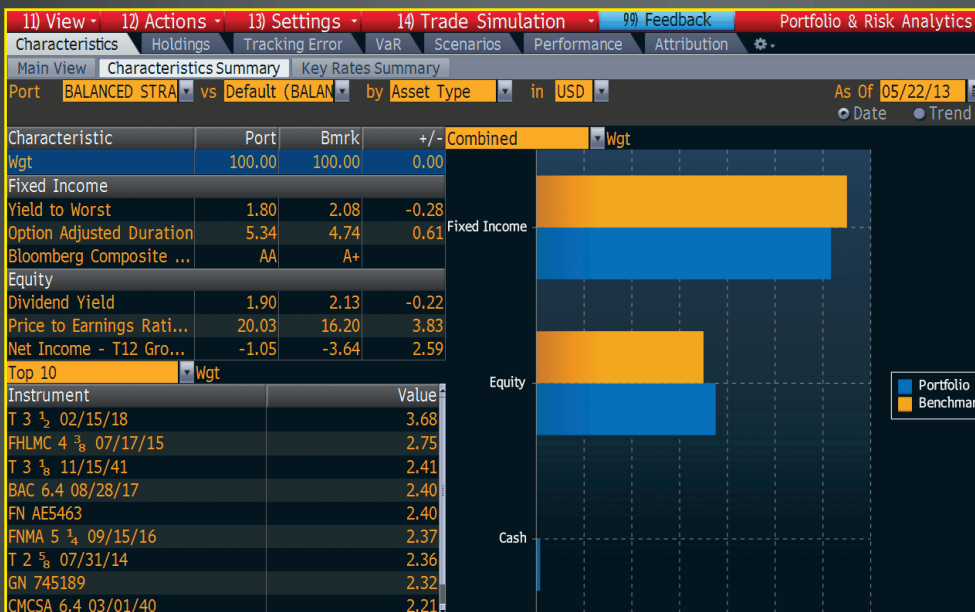 11) View 12) Actions 13) Settings 14) Trade Simulation 99) Feedback Portfolio & Risk Analytics
Characteristics Holdings Tracking Error VaR Scenarios Performance Attribution
Main View Characteristics Summary Key Rates Summary
Port BALANCED STRA vs Default (BALAN by Asset Type in USD As Of 05/22/13
Date Trend
Characteristic Port Bmrk +/-
Wgt 100.00 100.00 0.00
Fixed Income
Yield to Worst 1.80 2.08 -0.28
Option Adjusted Duration 5.34 4.74 0.61
Bloomberg Composite ... AA A+
Equity
Dividend Yield 1.90 2.13 -0.22
Price to Earnings Rati... 20.03 16.20 3.83
Net Income - T12 Gro... -1.05 -3.64 2.59
Top 10 Wgt
Instrument Value
T 3 ½ 02/15/18 3.68
FHLMC 4 ⅜ 07/17/15 2.75
T 3 ⅛ 11/15/41 2.41
BAC 6.4 08/28/17 2.40
FN AE5463 2.40
FNMA 5 ¼ 09/15/16 2.37
T 2 ⅝ 07/31/14 2.36
GN 745189 2.32
CMCSA 6.4 03/01/40 2.21
Combined Wgt
Fixed Income
Equity
Cash
Portfolio
Benchmar